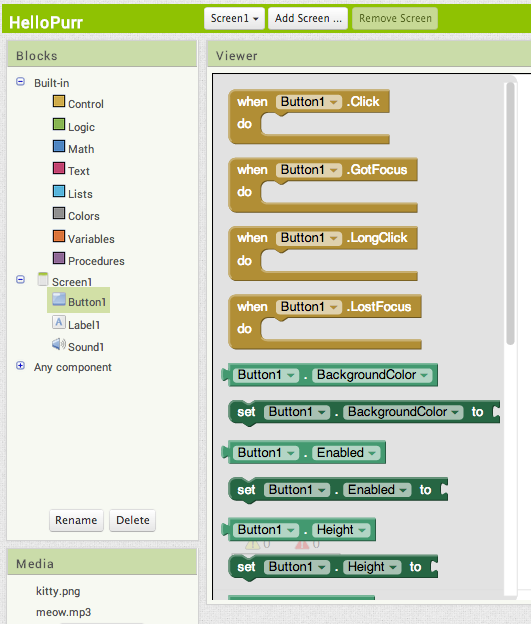 HelloPurr
Screen1
Add Screen ...
Remove Screen
Blocks
Built-in
Control
Logic
Math
Text
Lists
Colors
Variables
Procedures
Screen1
Button1
Label1
Sound1
Any component
Rename
Delete
Media
kitty.png
meow.mp3
Viewer
when Button1 .Click
do
when Button1 .GotFocus
do
when Button1 .LongClick
do
when Button1 .LostFocus
do
Button1 . BackgroundColor
set Button1 . BackgroundColor to
Button1 . Enabled
set Button1 . Enabled to
Button1 . Height
0 0
set Button1 . Height to